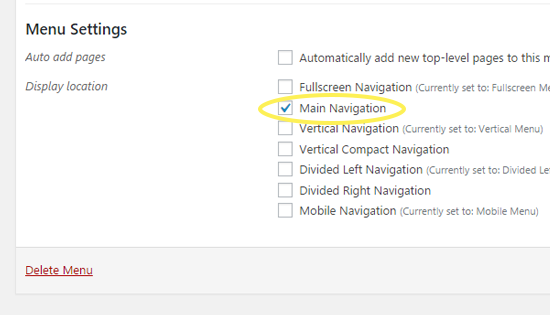 Menu Settings
Auto add pages
Automatically add new top-level pages to this
Display location
Fullscreen Navigation (Currently set to: Fullscreen
Main Navigation
Vertical Navigation (Currently set to: Vertical Menu)
Vertical Compact Navigation
Divided Left Navigation (Currently set to: Divided
Divided Right Navigation
Mobile Navigation (Currently set to: Mobile Menu)
Delete Menu